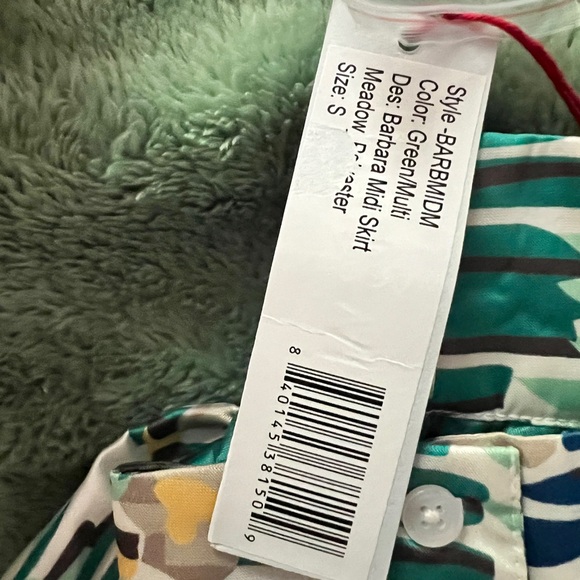 Style -BARBMIDM
Color: Green/Multi
Des: Barbara Midi Skirt
Meadow
Size: S
8 40145 38150 9